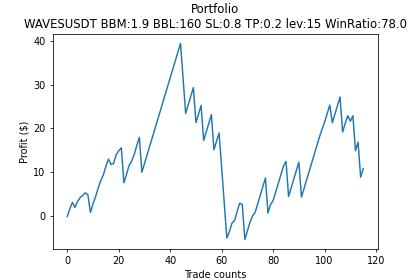 Portfolio
WAVESUSDT BBM:1.9 BBL:160 SL:0.8 TP:0.2 lev:15 WinRatio:78.0
Profit ($)
40
30
20
10
0
0 20 40 60 80 100 120
Trade counts